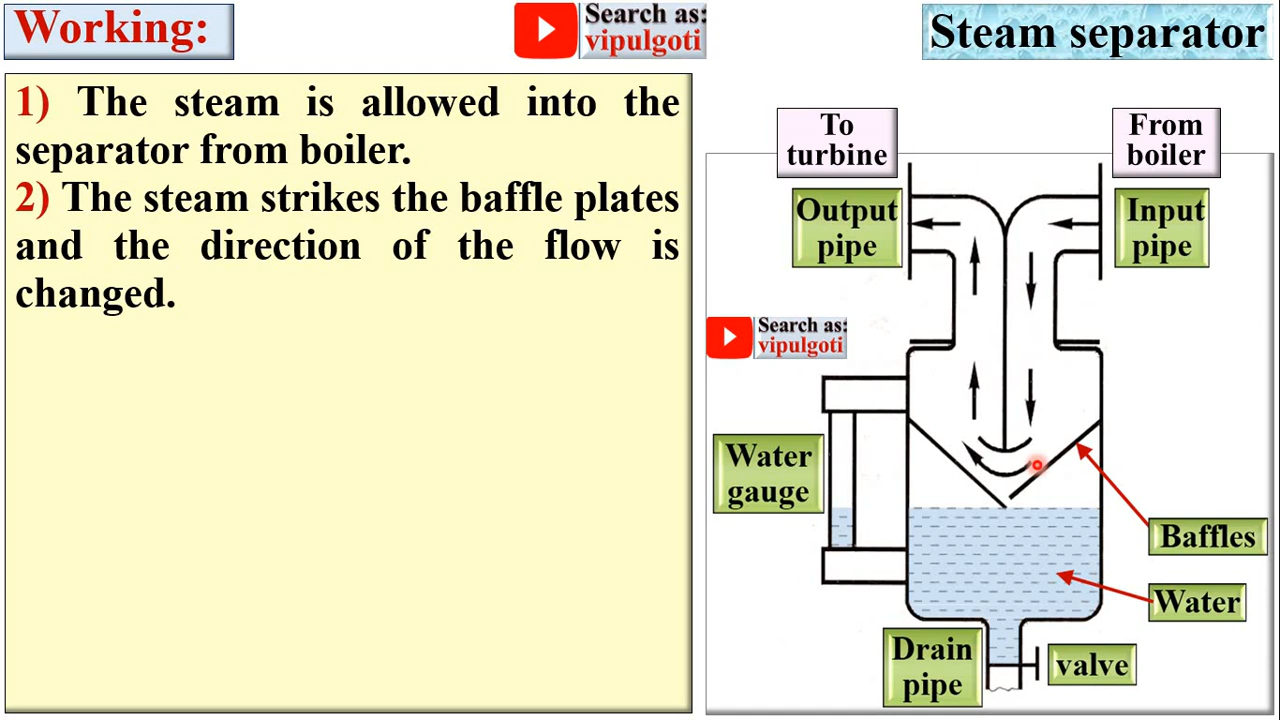 Working:
Search as:
vipulgoti
Steam separator
1) The steam is allowed into the
separator from boiler.
2) The steam strikes the baffle plates
and the direction of the flow is
changed.
To
turbine
From
boiler
Output
pipe
Input
pipe
Search as:
vipulgoti
Water
gauge
Baffles
Water
Drain
pipe
valve